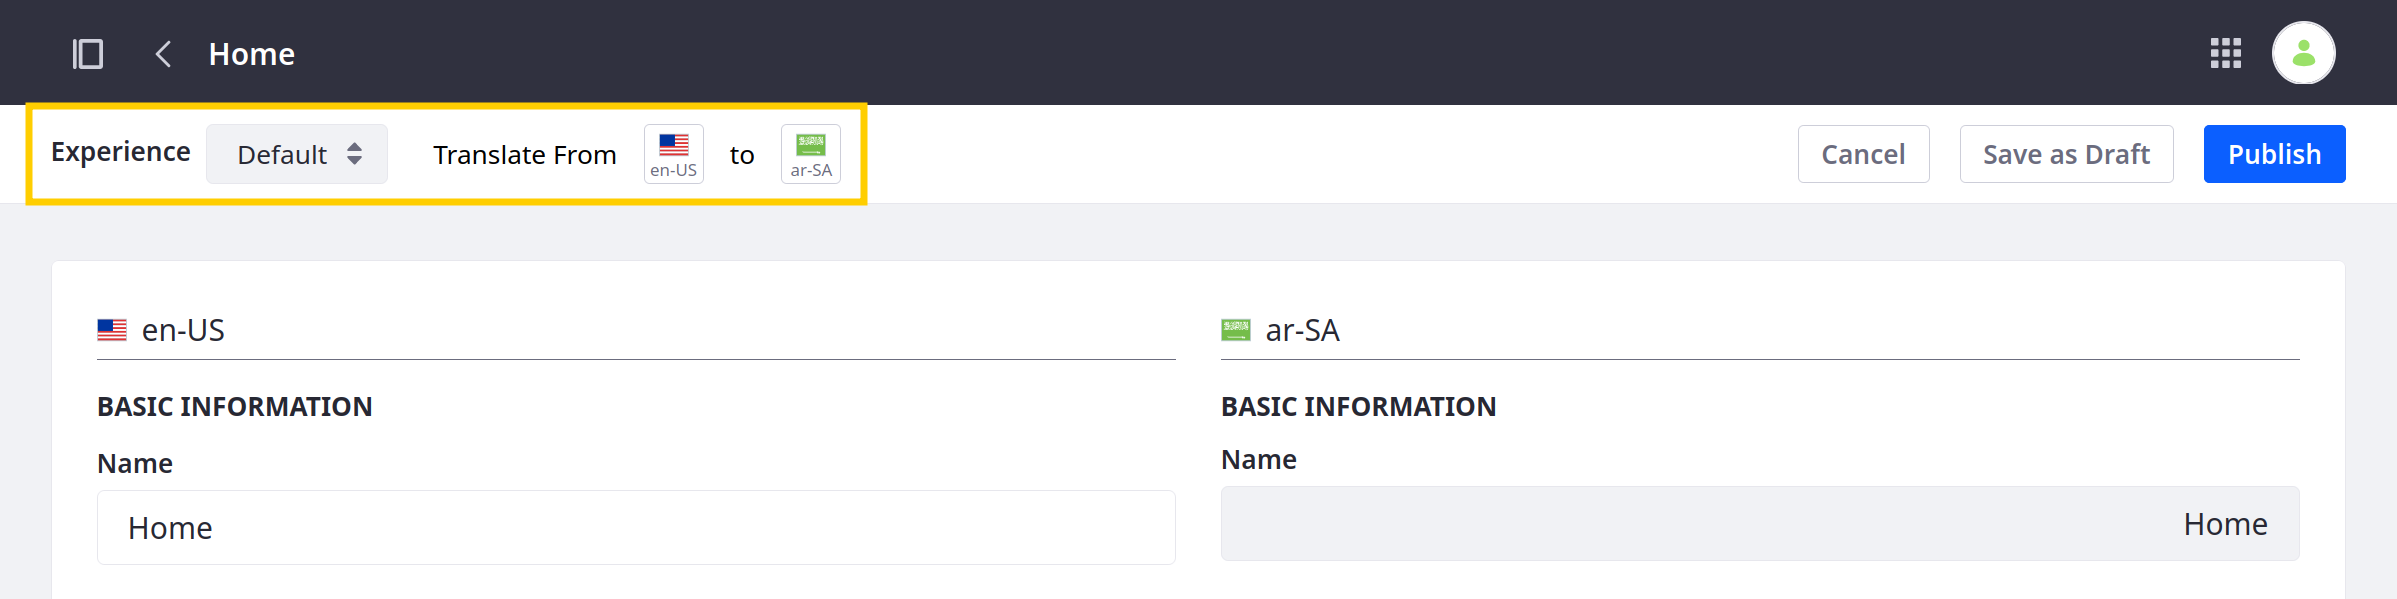 Home
Experience Default Translate From en-US to ar-SA Cancel Save as Draft Publish
en-US
BASIC INFORMATION
Name
Home
ar-SA
BASIC INFORMATION
Name
Home